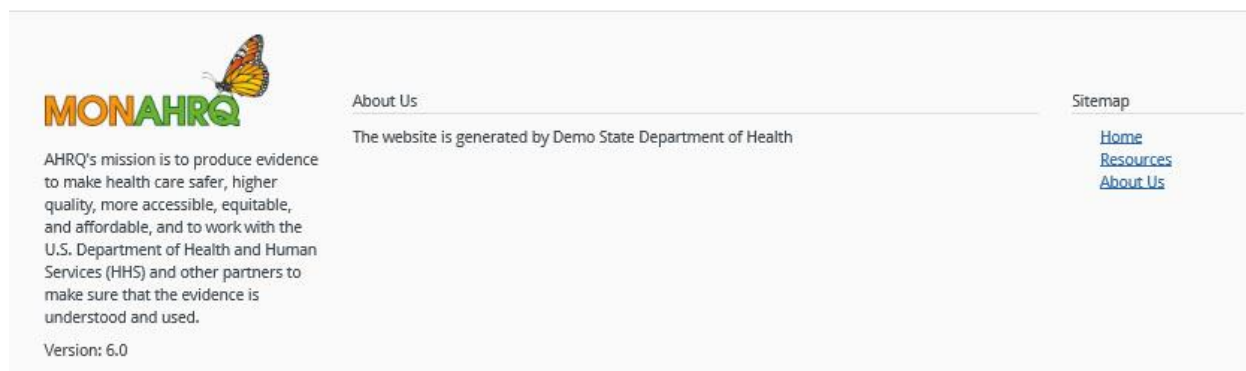 MONAHRQ
AHRQ's mission is to produce evidence
to make health care safer, higher
quality, more accessible, equitable,
and affordable, and to work with the
U.S. Department of Health and Human
Services (HHS) and other partners to
make sure that the evidence is
understood and used.
Version: 6.0
About Us
The website is generated by Demo State Department of Health
Sitemap
Home
Resources
About Us